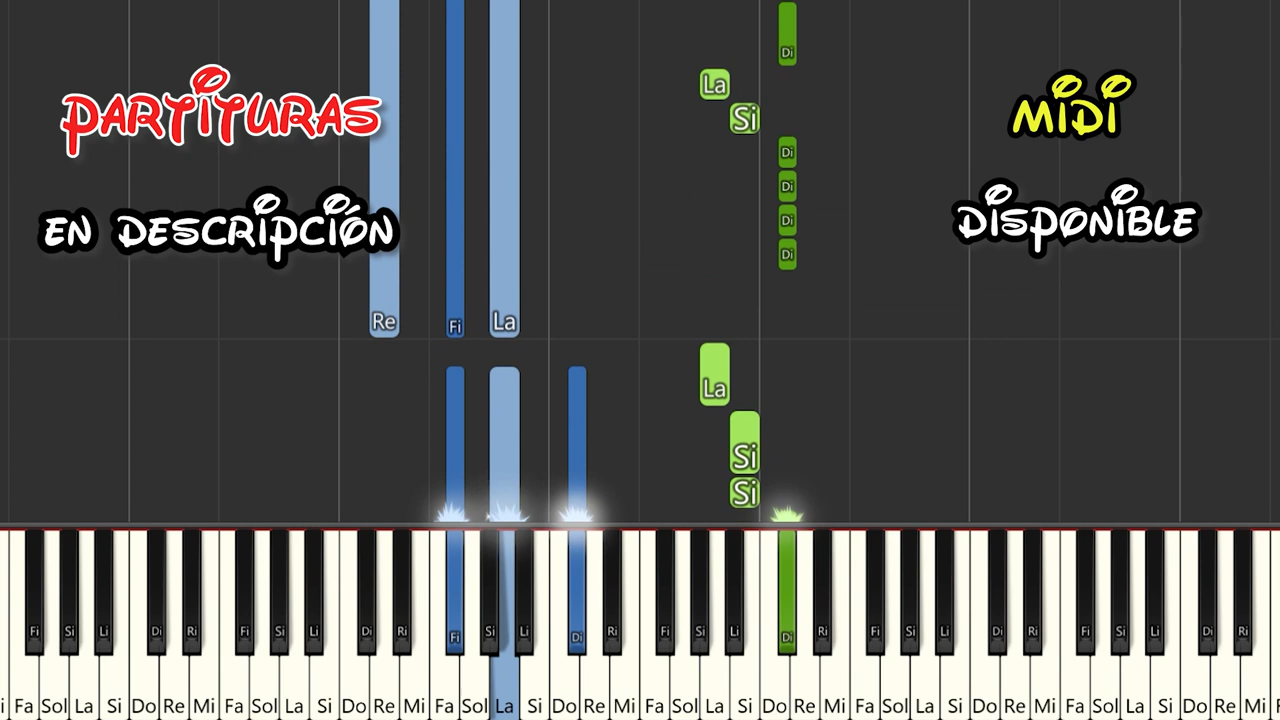 Di
La
PARTITURAS
MIDI
Si
Di
Di
EN DESCRIPCIÓN
DISPONIBLE
Di
Di
Re Fi La
La
Si
Si
Fi Si Li Di Ri Fi Si Li Di Ri Fi Si Li Di Ri Fi Si Li Di Ri Fi Si Li Di Ri Fi Si Li Di Ri
i Fa Sol La Si Do Re Mi Fa Sol La Si Do Re Mi Fa Sol La Si Do Re Mi Fa Sol La Si Do Re Mi Fa Sol La Si Do Re Mi Fa Sol La Si Do Re Mi